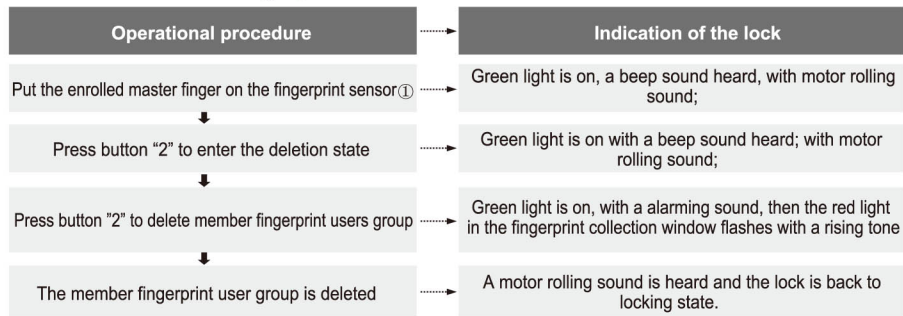 Operational procedure
Indication of the lock
Put the enrolled master finger on the fingerprint sensor①
Green light is on, a beep sound heard, with motor rolling
sound;
Press button “2” to enter the deletion state
Green light is on with a beep sound heard; with motor
rolling sound;
Press button ”2” to delete member fingerprint users group
Green light is on, with a alarming sound, then the red light
in the fingerprint collection window flashes with a rising tone
The member fingerprint user group is deleted
A motor rolling sound is heard and the lock is back to
locking state.